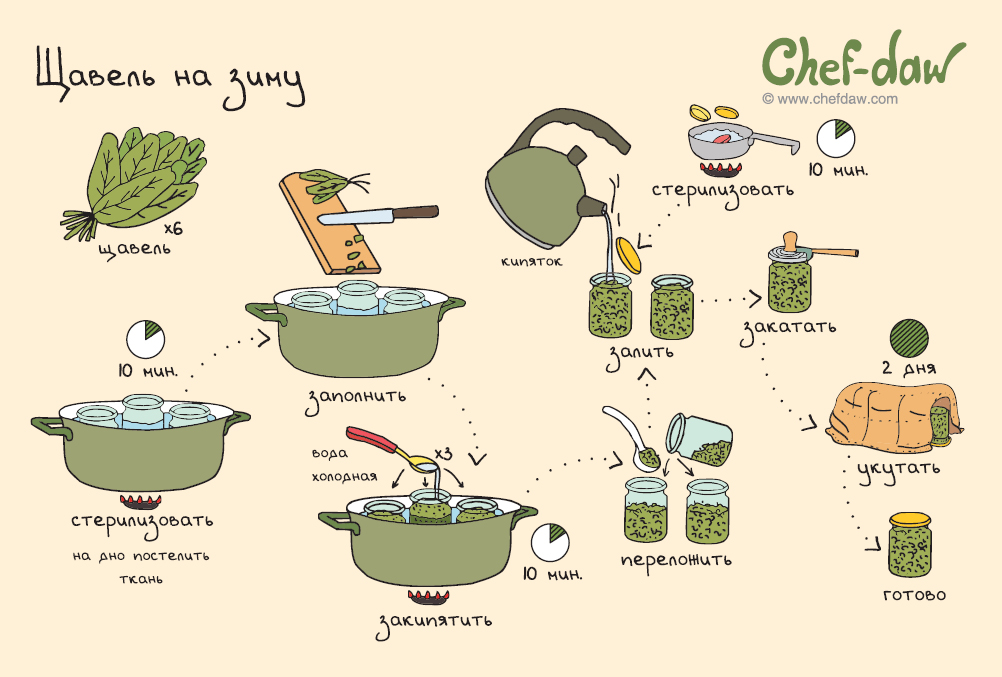 Щавель на зиму
Chef-daw
© www.chefdaw.com
x6
щавель
10 мин.
стерилизовать
на дно постелить
ткань
заполнить
вода
холодная
x3
10 мин.
закипятить
переложить
кипяток
залить
стерилизовать
10 мин.
закатать
2 дня
укутать
готово